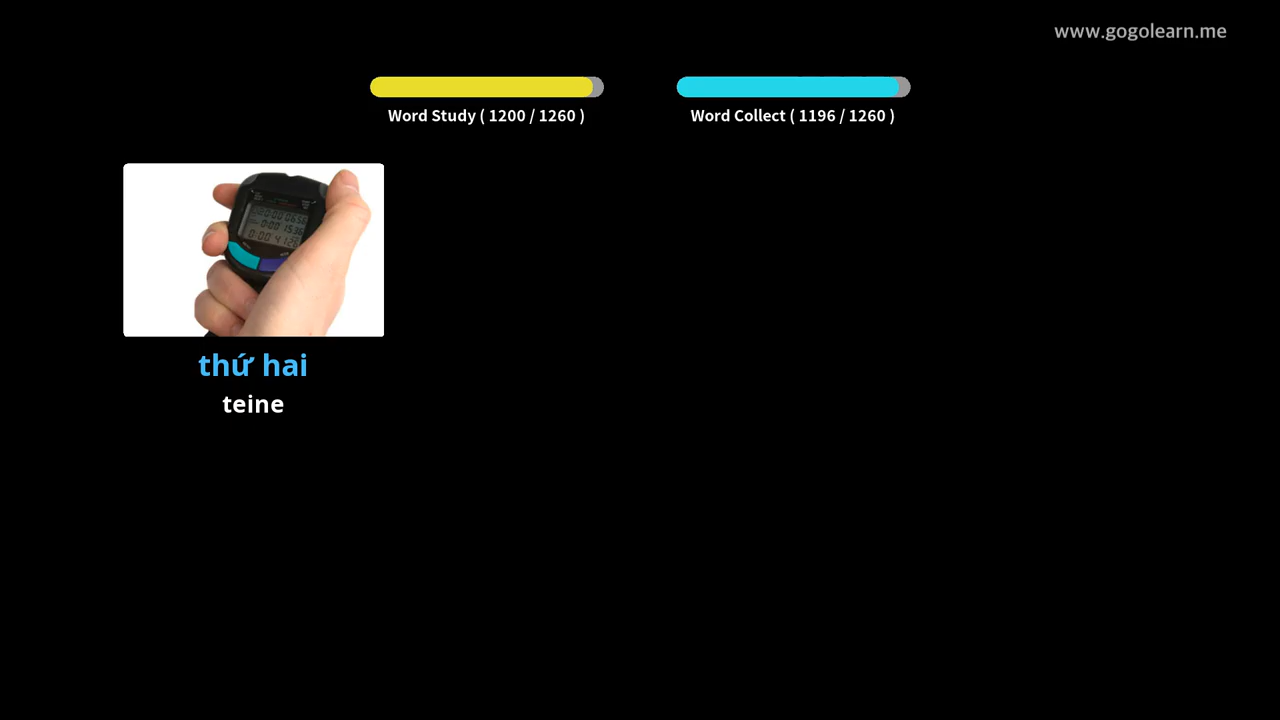 www.gogolearn.me
Word Study ( 1200 / 1260 )
Word Collect ( 1196 / 1260 )
thứ hai
teine